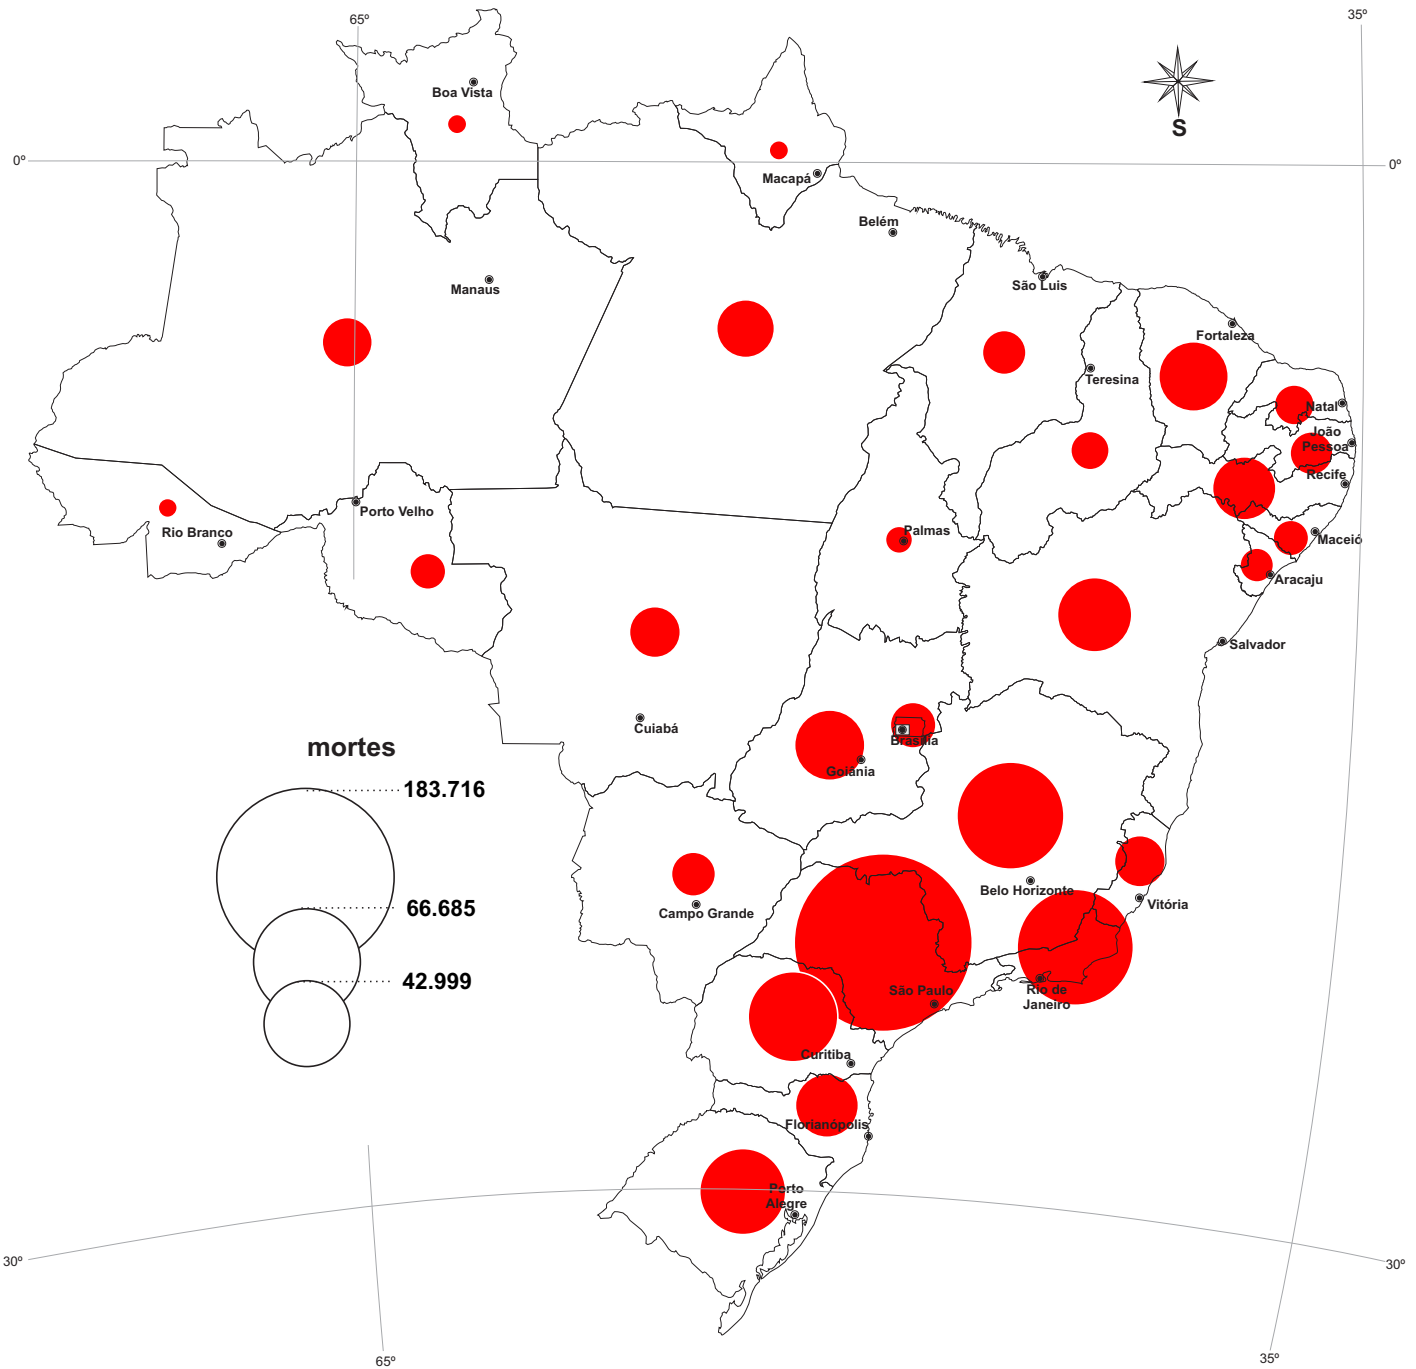 65º
35º
Boa Vista
S
0º
0º
Macapá
Belém
Manaus
São Luis
Fortaleza
Teresina
Natal
João
Pessoa
Recife
Porto Velho
Rio Branco
Palmas
Maceió
Aracaju
Salvador
Cuiabá
Brasília
Goiánia
mortes
183.716
66.685
42.999
Campo Grande
Belo Horizonte
Vitória
São Paulo
Rio de
Janeiro
Curitiba
Florianópolis
Porto
Alegre
30º
30º
65º
35º